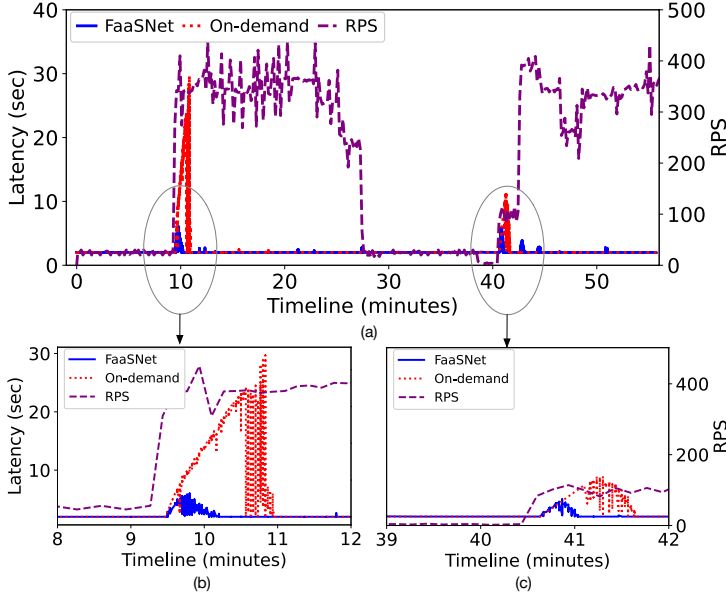 FaaSNet On-demand RPS
Latency (sec)
40
30
20
10
0
500
400
300
200
100
0
RPS
0 10 20 30 40 50
Timeline (minutes)
(a)
FaaSNet
On-demand
RPS
Latency (sec)
30
20
10
8 9 10 11 12
Timeline (minutes)
(b)
FaaSNet
On-demand
RPS
400
200
0
RPS
39 40 41 42
Timeline (minutes)
(c)